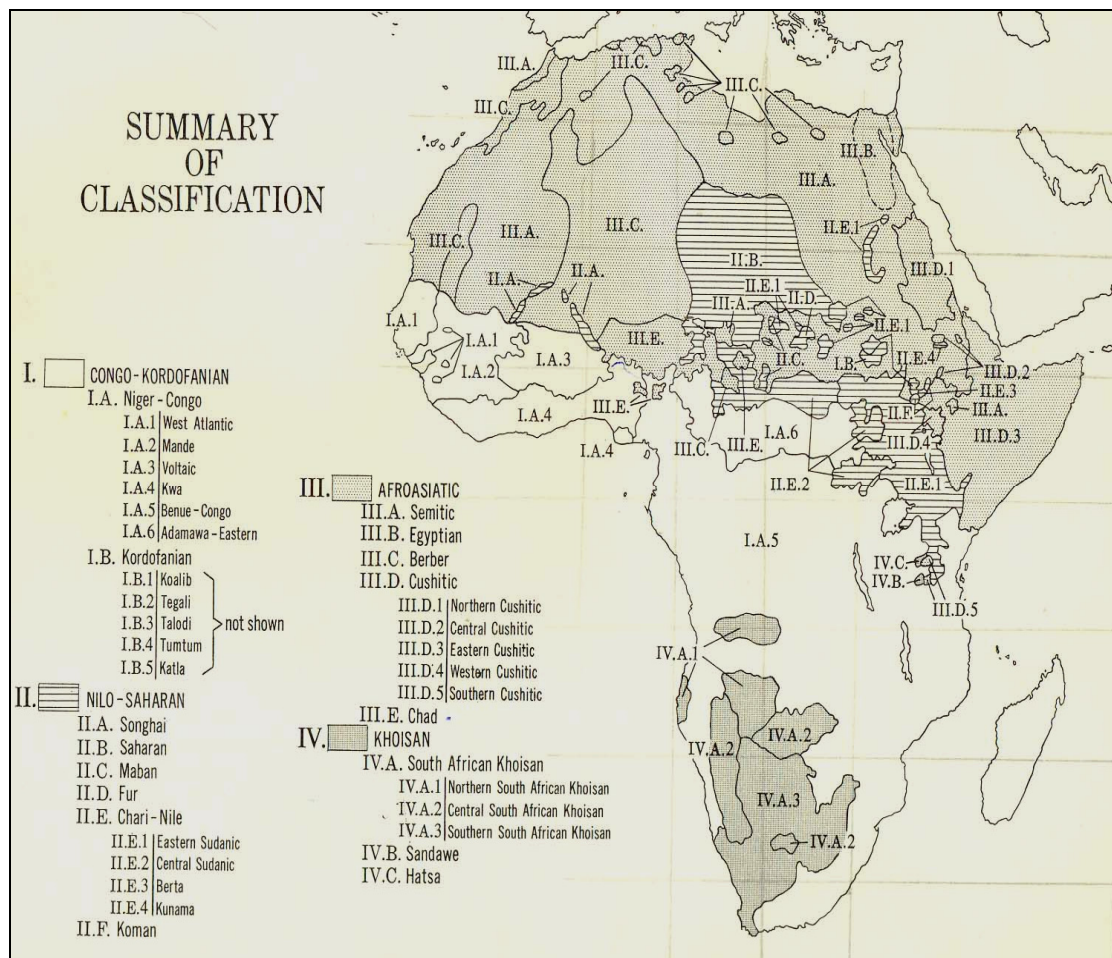 SUMMARY
OF
CLASSIFICATION
I. CONGO-KORDOFANIAN
I.A. Niger-Congo
I.A.1 West Atlantic
I.A.2 Mande
I.A.3 Voltaic
I.A.4 Kwa
I.A.5 Benue-Congo
I.A.6 Adamawa-Eastern
I.B. Kordofanian
I.B.1 Koalib
I.B.2 Tegali
I.B.3 Talodi
I.B.4 Tumtum
I.B.5 Katla
not shown
II. NILO-SAHARAN
II.A. Songhai
II.B. Saharan
II.C. Maban
II.D. Fur
II.E. Chari-Nile
II.E.1 Eastern Sudanic
II.E.2 Central Sudanic
II.E.3 Berta
II.E.4 Kunama
II.F. Koman
III. AFROASIATIC
III.A. Semitic
III.B. Egyptian
III.C. Berber
III.D. Cushitic
III.D.1 Northern Cushitic
III.D.2 Central Cushitic
III.D.3 Eastern Cushitic
III.D.4 Western Cushitic
III.D.5 Southern Cushitic
III.E. Chad
IV. KHOISAN
IV.A. South African Khoisan
IV.A.1 Northern South African Khoisan
IV.A.2 Central South African Khoisan
IV.A.3 Southern South African Khoisan
IV.B. Sandawe
IV.C. Hatsa
III.A.
III.C.
III.C.
III.C.
III.B.
III.A.
III.C.
III.A.
III.C.
II.E.1
II.B.
III.D.1
II.A.
II.A.
II.E.1
II.D.
III.A.
I.A.1
I.A.1
I.A.3
III.E.
II.E.1
I.A.2
II.C.
I.B.
II.E.4
III.D.2
II.E.3
I.A.4
III.E.
II.F.
III.A.
III.C.
III.E.
I.A.6
III.D.4
III.D.3
I.A.4
II.E.2
II.E.1
I.A.5
IV.C.
IV.B.
III.D.5
IV.A.1
IV.A.2
IV.A.2
IV.A.3
IV.A.2